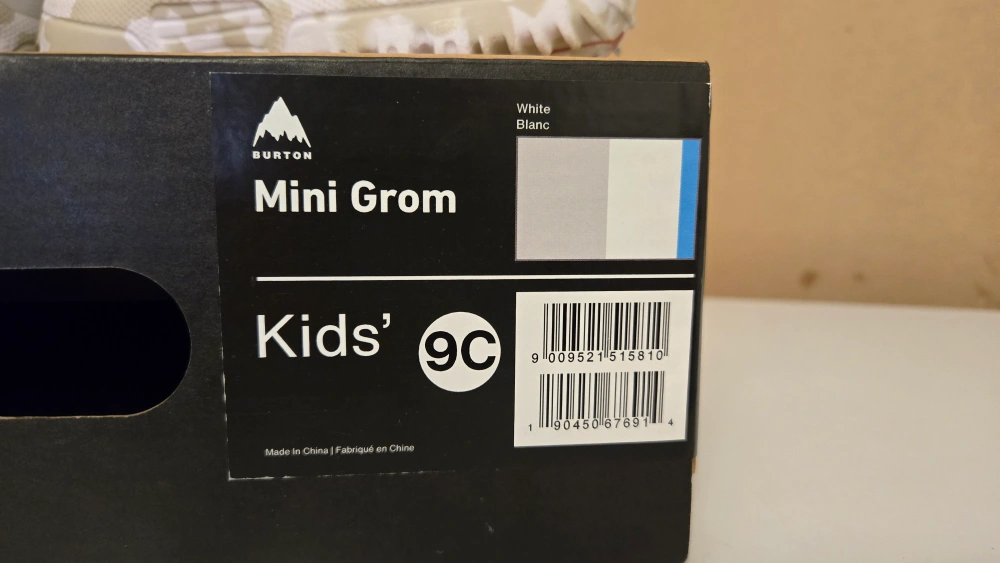 BURTON
Mini Grom
White
Blanc
Kids’ 9C
9 009521 515810
1 90450 67691 4
Made In China | Fabriqué en Chine